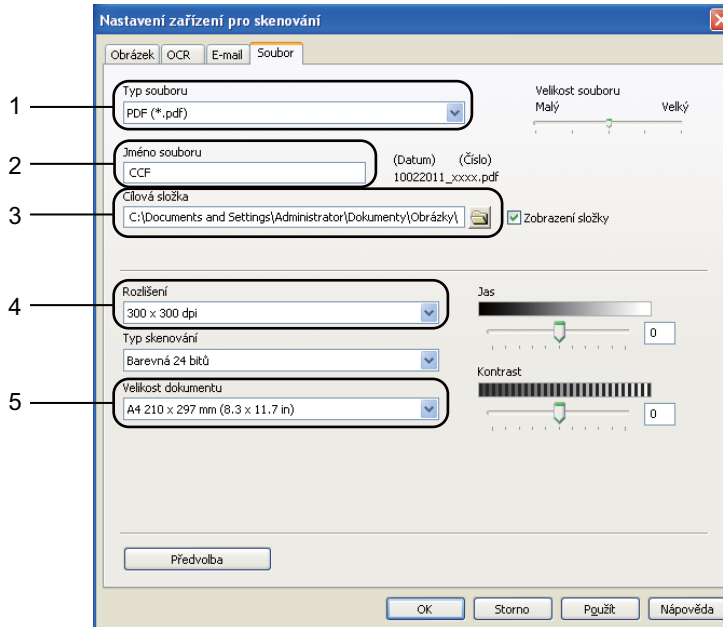 Nastavení zařízení pro skenování
Obrázek OCR E-mail Soubor
1
Typ souboru
PDF (*.pdf)
Velikost souboru
Malý Velký
2
Jméno souboru
CCF
(Datum) (Číslo)
10022011_xxxx.pdf
3
Cílová složka
C:\Documents and Settings\Administrator\Dokumenty\Obrázky\
Zobrazení složky
4
Rozlišení
300 x 300 dpi
Jas
0
Typ skenování
Barevná 24 bitů
Kontrast
0
5
Velikost dokumentu
A4 210 x 297 mm (8.3 x 11.7 in)
Předvolba
OK Storno Použít Nápověda